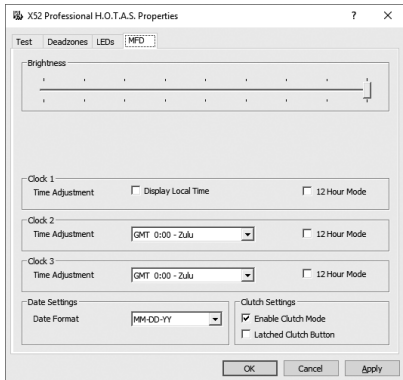 X52 Professional H.O.T.A.S. Properties
Test Deadzones LEDs MFD
Brightness
Clock 1
Time Adjustment Display Local Time 12 Hour Mode
Clock 2
Time Adjustment GMT 0:00 - Zulu 12 Hour Mode
Clock 3
Time Adjustment GMT 0:00 - Zulu 12 Hour Mode
Date Settings Clutch Settings
Date Format MM-DD-YY Enable Clutch Mode
Latched Clutch Button
OK Cancel Apply